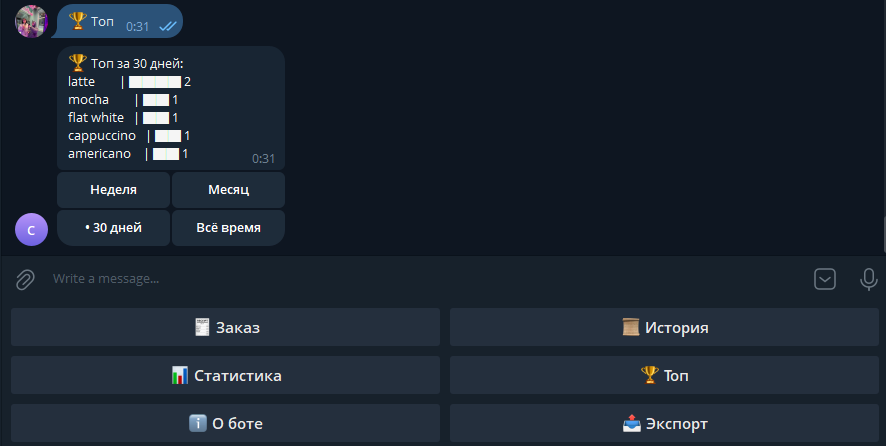 🏆 Топ 0:31
🏆 Топ за 30 дней:
latte | ██████ 2
mocha | ███ 1
flat white | ███ 1
cappuccino | ███ 1
americano | ███ 1
0:31
Неделя Месяц
• 30 дней Всё время
C
Write a message...
Заказ История
Статистика Топ
О боте Экспорт